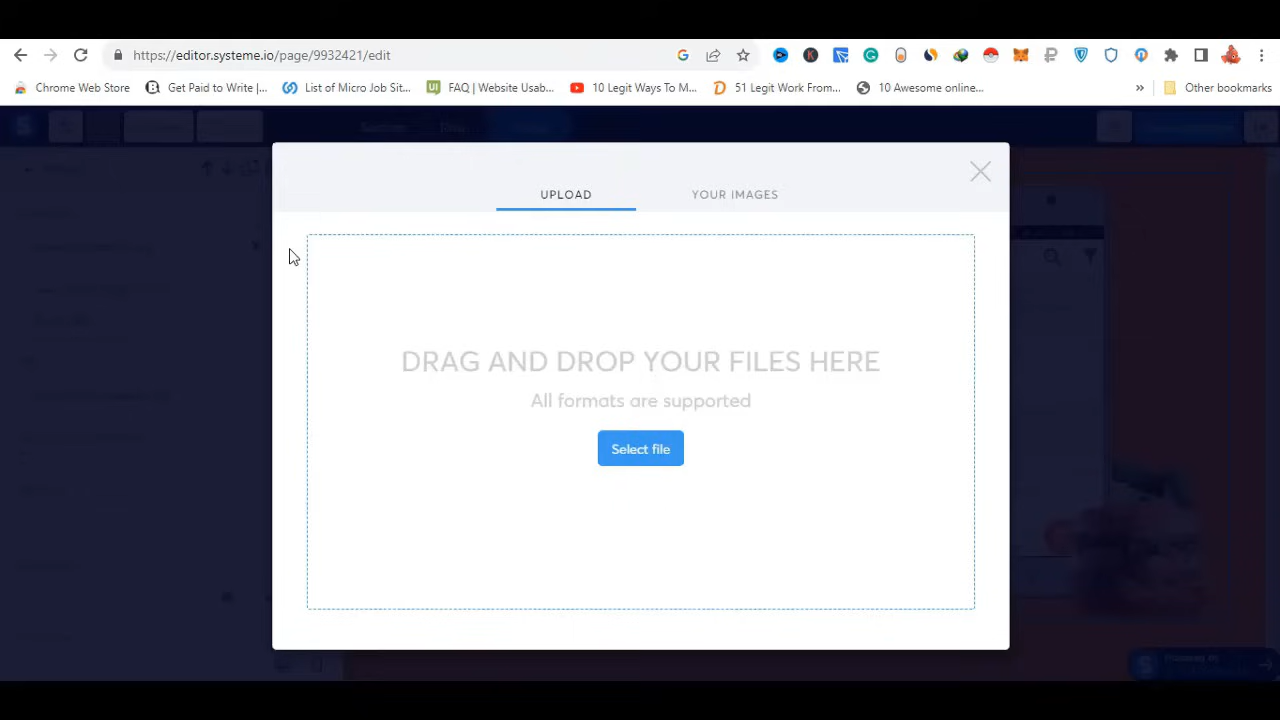 https://editor.systeme.io/page/9932421/edit
Chrome Web Store
Get Paid to Write |...
List of Micro Job Sit...
FAQ | Website Usab...
10 Legit Ways To M...
51 Legit Work From...
10 Awesome online...
»
Other bookmarks
UPLOAD
YOUR IMAGES
DRAG AND DROP YOUR FILES HERE
All formats are supported
Select file